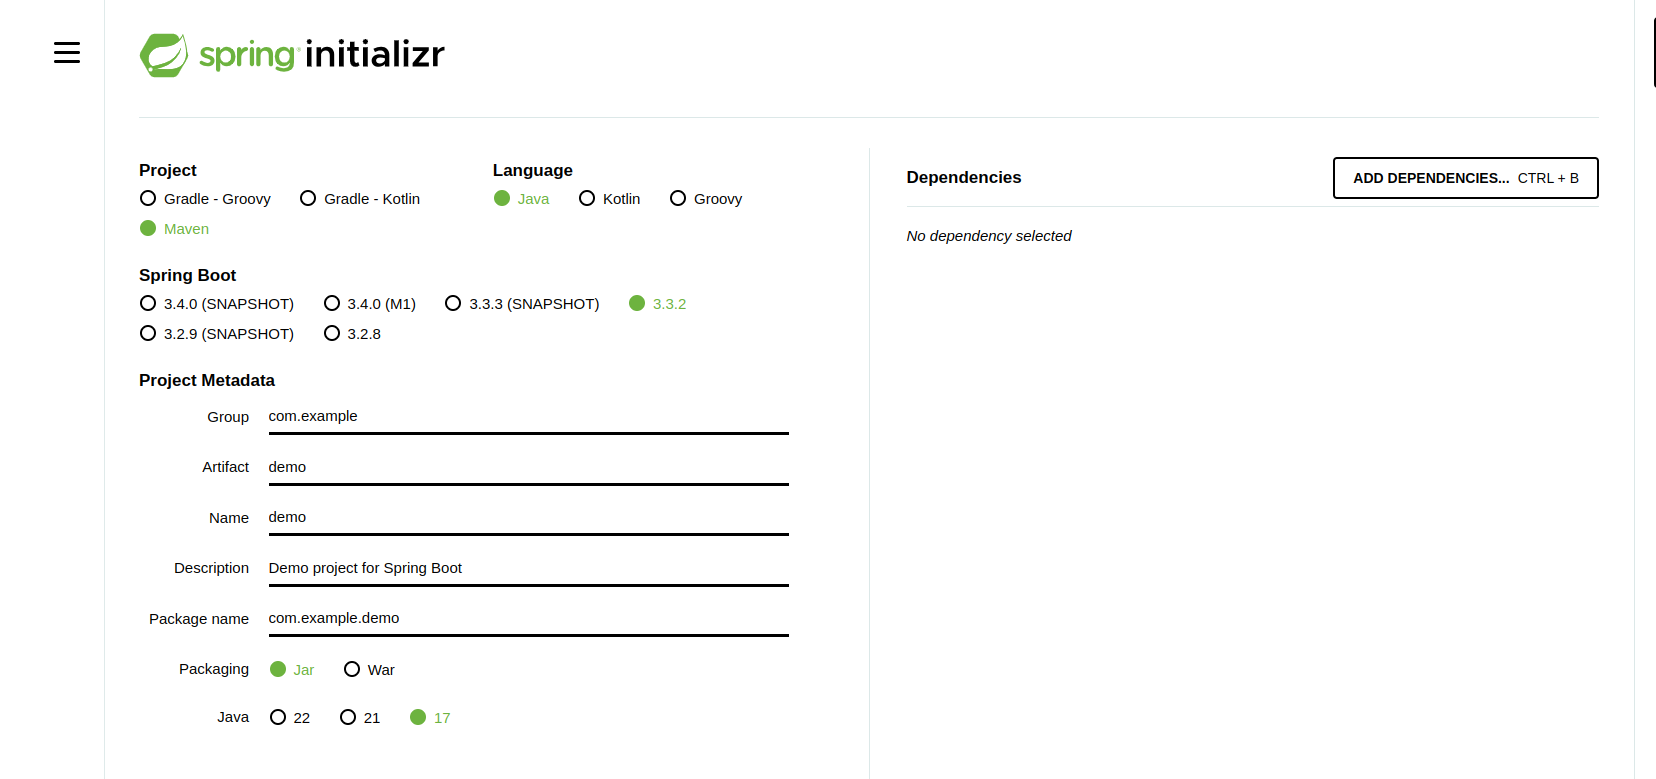 spring initializr
Project
Gradle - Groovy Gradle - Kotlin
Maven
Language
Java Kotlin Groovy
Spring Boot
3.4.0 (SNAPSHOT) 3.4.0 (M1) 3.3.3 (SNAPSHOT) 3.3.2
3.2.9 (SNAPSHOT) 3.2.8
Project Metadata
Group com.example
Artifact demo
Name demo
Description Demo project for Spring Boot
Package name com.example.demo
Packaging Jar War
Java 22 21 17
Dependencies
ADD DEPENDENCIES... CTRL + B
No dependency selected